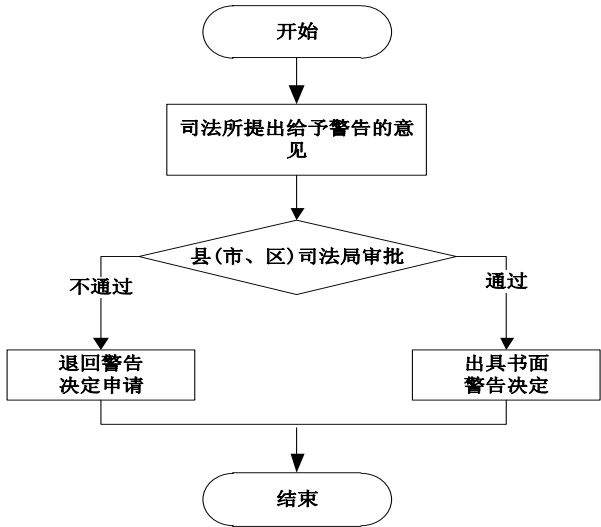 开始
司法所提出给予警告的意
见
县(市、区)司法局审批
不通过
通过
退回警告
决定申请
出具书面
警告决定
结束